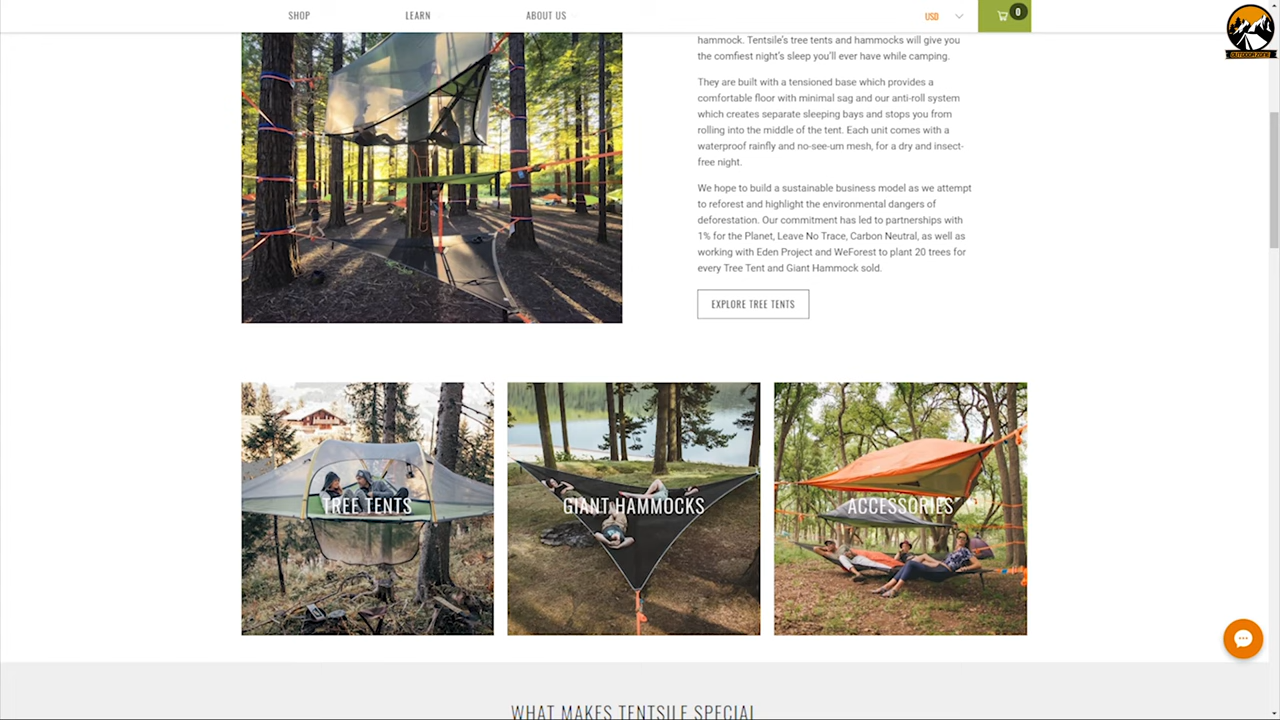 SHOP LEARN ABOUT US USD 0
OUTDOOR ZONE
hammock. Tentsile's tree tents and hammocks will give you
the comfiest night's sleep you'll ever have while camping.
They are built with a tensioned base which provides a
comfortable floor with minimal sag and our anti-roll system
which creates separate sleeping bays and stops you from
rolling into the middle of the tent. Each unit comes with a
waterproof rainfly and no-see-um mesh, for a dry and insect-
free night.
We hope to build a sustainable business model as we attempt
to reforest and highlight the environmental dangers of
deforestation. Our commitment has led to partnerships with
1% for the Planet, Leave No Trace, Carbon Neutral, as well as
working with Eden Project and WeForest to plant 20 trees for
every Tree Tent and Giant Hammock sold.
EXPLORE TREE TENTS
TREE TENTS
GIANT HAMMOCKS
ACCESSORIES
WHAT MAKES TENTSILE SPECIAL